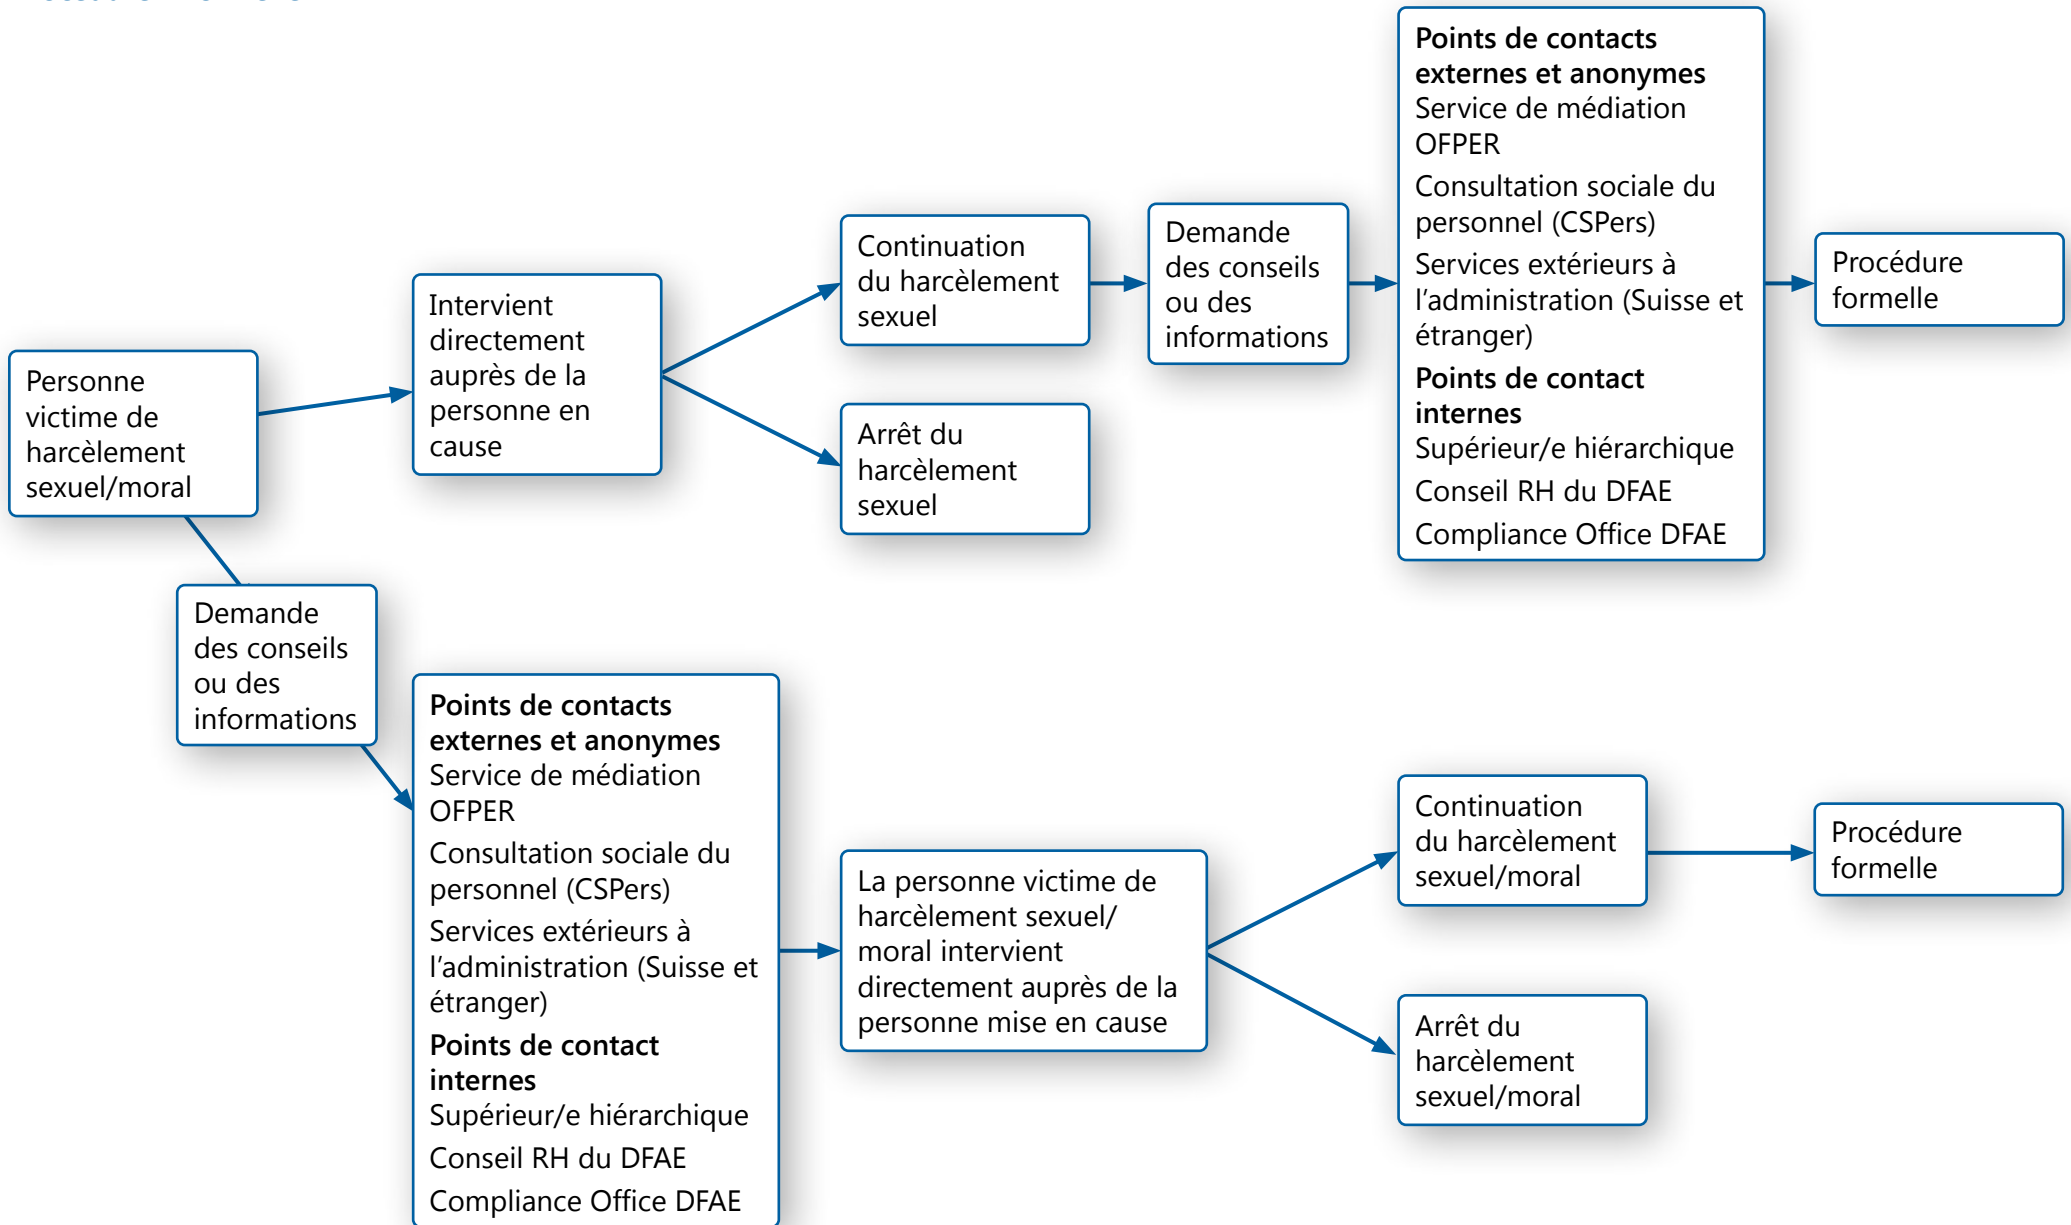 Personne
victime de
harcèlement
sexuel/moral
Intervient
directement
auprès de la
personne en
cause
Continuation
du harcèlement
sexuel
Arrêt du
harcèlement
sexuel
Demande
des conseils
ou des
informations
Points de contacts
externes et anonymes
Service de médiation
OFPER
Consultation sociale du
personnel (CSPers)
Services extérieurs à
l’administration (Suisse et
étranger)
Points de contact
internes
Supérieur/e hiérarchique
Conseil RH du DFAE
Compliance Office DFAE
Procédure
formelle
Demande
des conseils
ou des
informations
Points de contacts
externes et anonymes
Service de médiation
OFPER
Consultation sociale du
personnel (CSPers)
Services extérieurs à
l’administration (Suisse et
étranger)
Points de contact
internes
Supérieur/e hiérarchique
Conseil RH du DFAE
Compliance Office DFAE
La personne victime de
harcèlement sexuel/
moral intervient
directement auprès de la
personne mise en cause
Continuation
du harcèlement
sexuel/moral
Arrêt du
harcèlement
sexuel/moral
Procédure
formelle